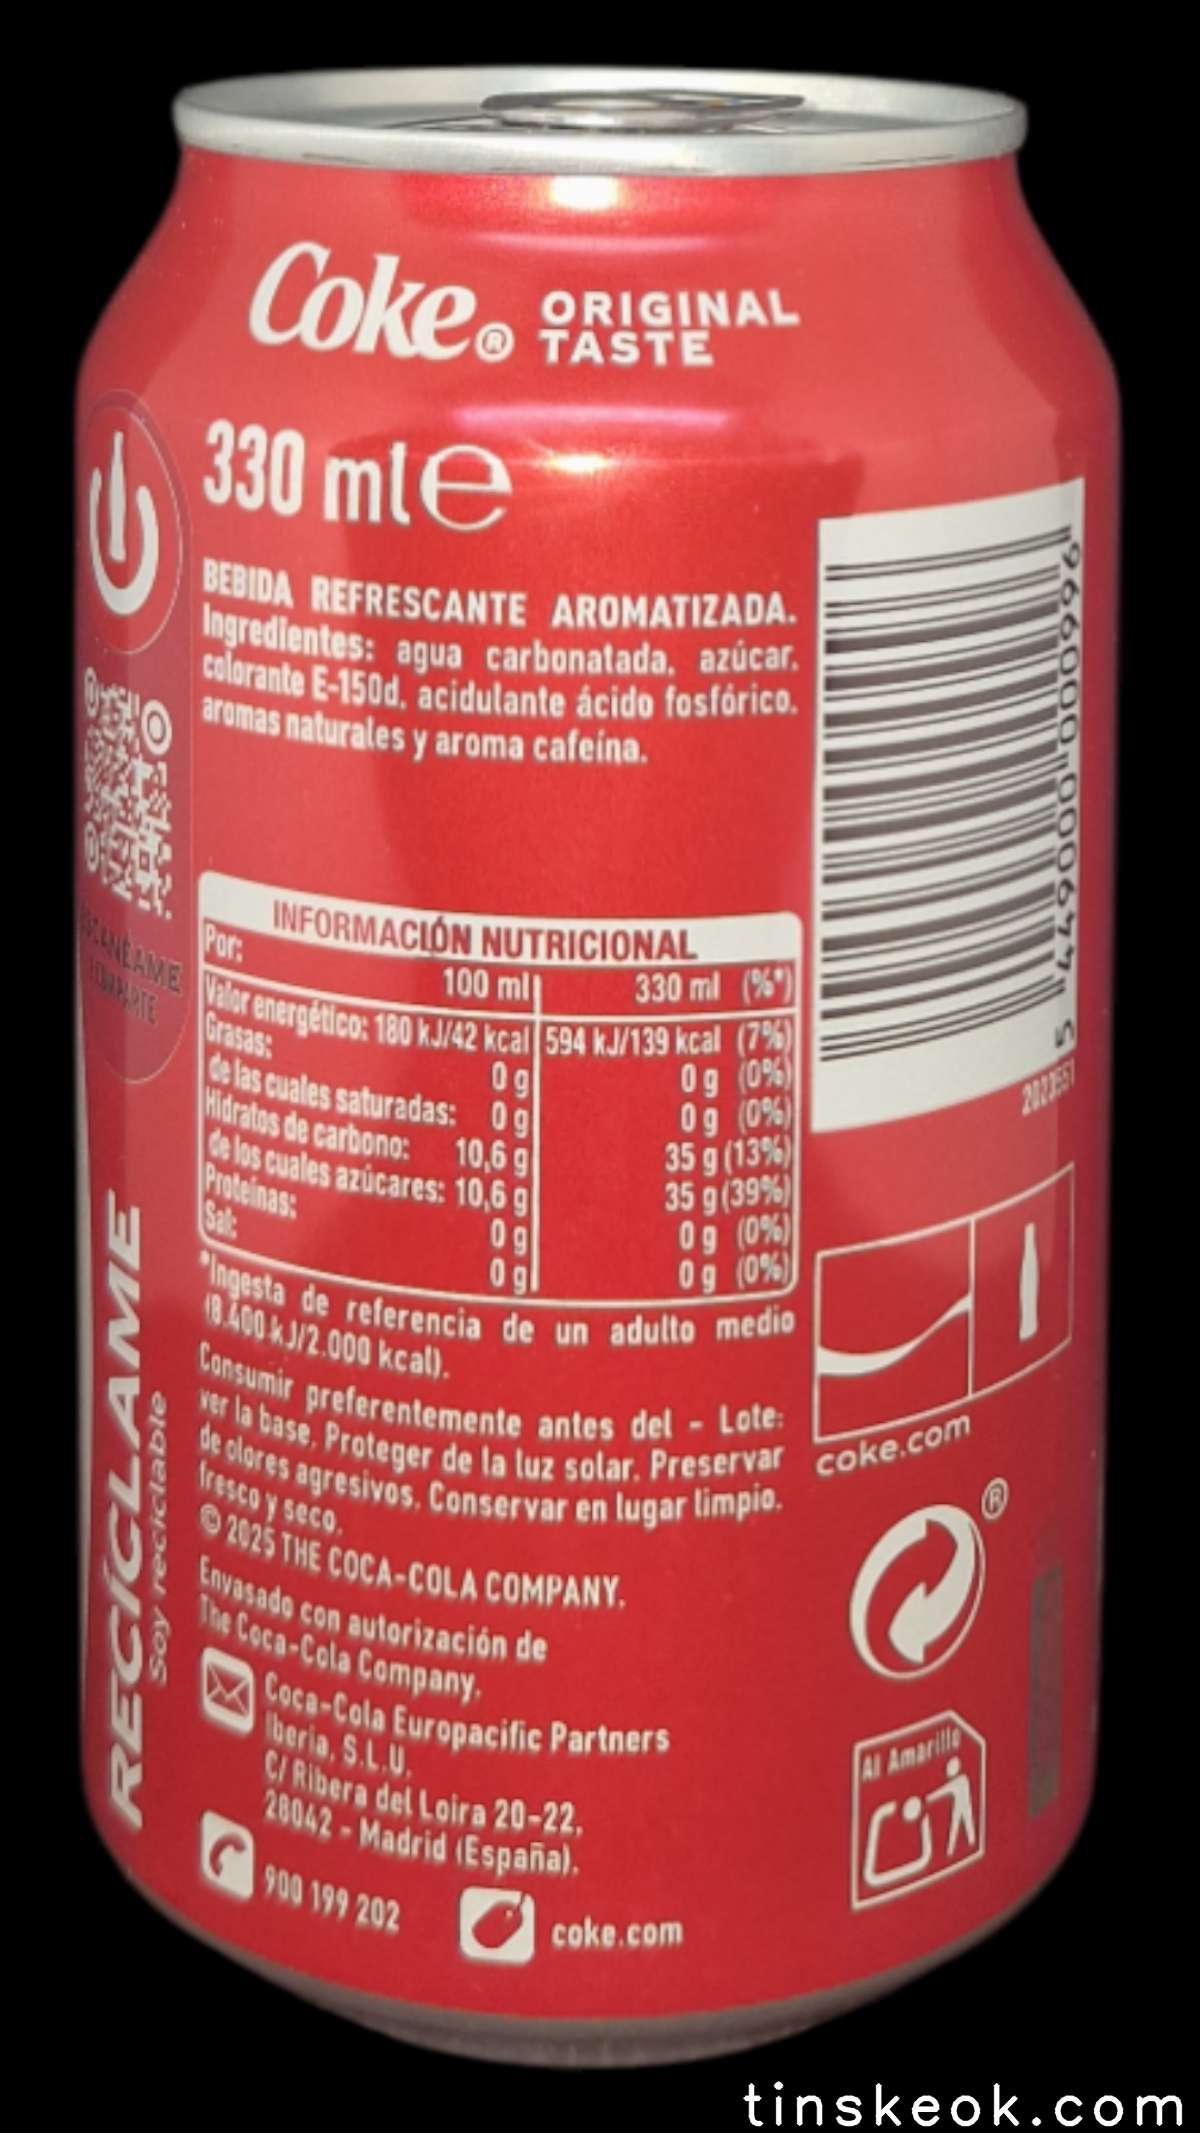 Coke® ORIGINAL
TASTE
330 ml e
BEBIDA REFRESCANTE AROMATIZADA.
Ingredientes: agua carbonatada, azúcar,
colorante E-150d, acidulante ácido fosfórico,
aromas naturales y aroma cafeína.
INFORMACIÓN NUTRICIONAL
Por:
100 ml 330 ml (%*)
Valor energético: 180 kJ/42 kcal 594 kJ/139 kcal (7%)
Grasas: 0 g 0 g (0%)
de las cuales saturadas: 0 g 0 g (0%)
Hidratos de carbono: 10,6 g 35 g (13%)
de los cuales azúcares: 10,6 g 35 g (39%)
Proteínas: 0 g 0 g (0%)
Sal: 0 g 0 g (0%)
*Ingesta de referencia de un adulto medio
(8.400 kJ/2.000 kcal).
Consumir preferentemente antes del - Lote:
ver la base. Proteger de la luz solar. Preservar
de olores agresivos. Conservar en lugar limpio,
fresco y seco.
© 2025 THE COCA-COLA COMPANY.
Envasado con autorización de
The Coca-Cola Company.
Coca-Cola Europacific Partners
Iberia, S.L.U.
C/ Ribera del Loira 20-22,
28042 - Madrid (España).
900 199 202
coke.com
ESCANÉAME
RECÍCLAME
Soy reciclable
5 449000 000996
2023551
coke.com
®
Al Amarillo
tinskeok.com